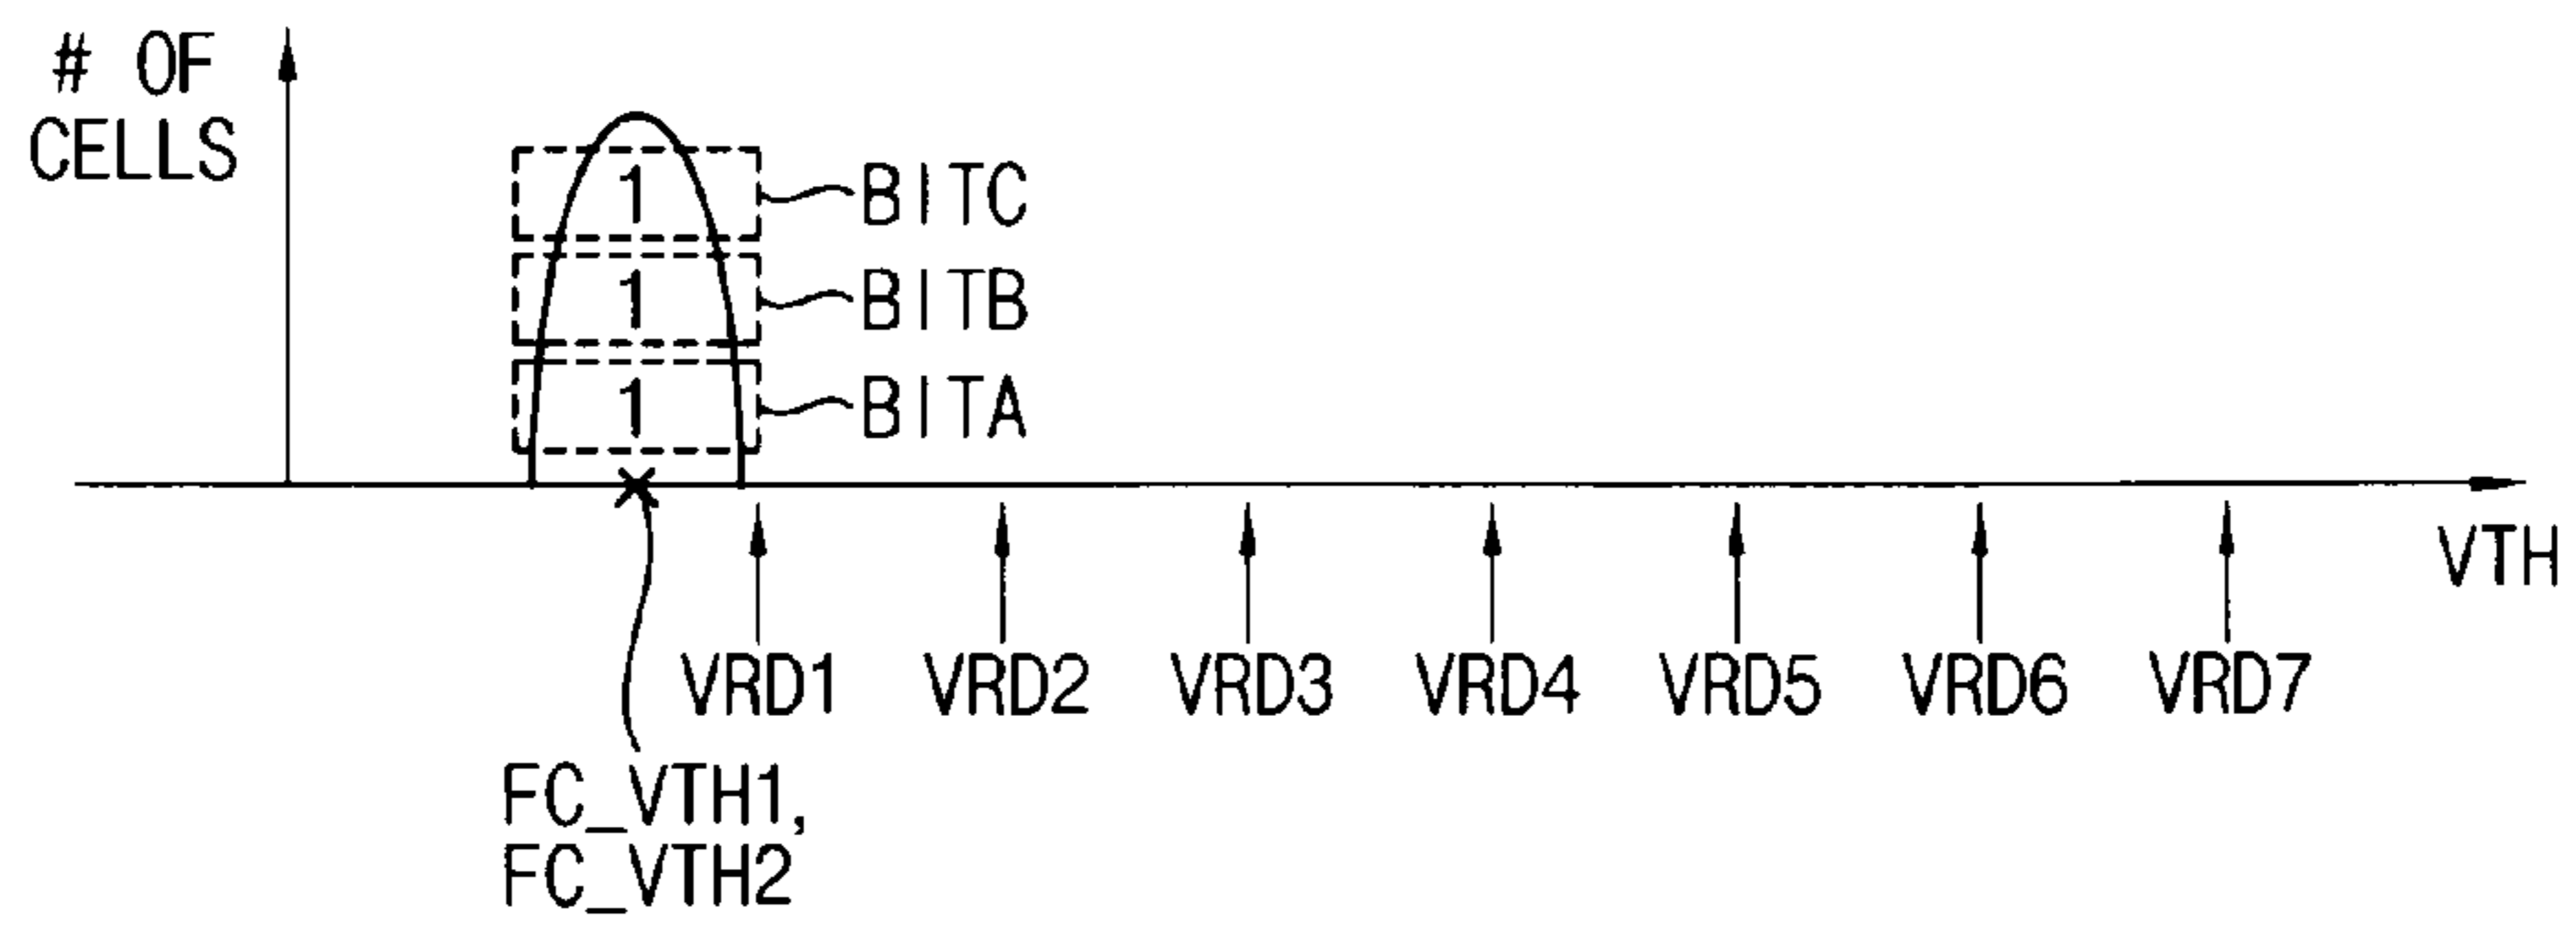 # OF
CELLS
1
BITC
1
BITB
1
BITA
VTH
VRD1
VRD2
VRD3
VRD4
VRD5
VRD6
VRD7
FC_VTH1,
FC_VTH2